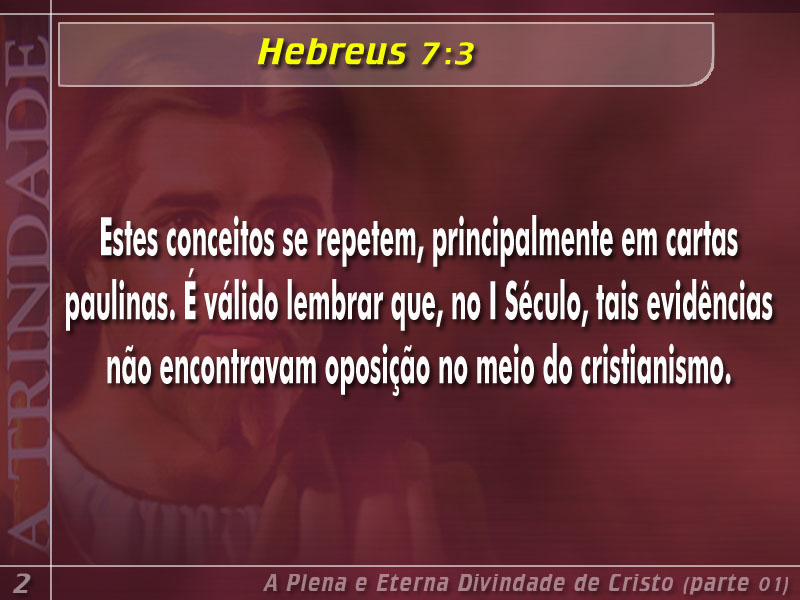 Hebreus 7:3
A TRINDADE
Estes conceitos se repetem, principalmente em cartas
paulinas. É válido lembrar que, no I Século, tais evidências
não encontravam oposição no meio do cristianismo.
2
A Plena e Eterna Divindade de Cristo (parte 01)